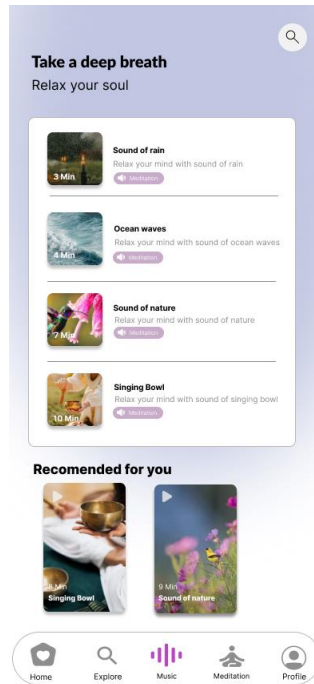 Take a deep breath
Relax your soul
Sound of rain
Relax your mind with sound of rain
3 Min
Meditation
Ocean waves
Relax your mind with sound of ocean waves
4 Min
Meditation
Sound of nature
Relax your mind with sound of nature
7 Min
Meditation
Singing Bowl
Relax your mind with sound of singing bowl
10 Min
Meditation
Recomended for you
8 Min
Singing Bowl
9 Min
Sound of nature
Home
Explore
Music
Meditation
Profile